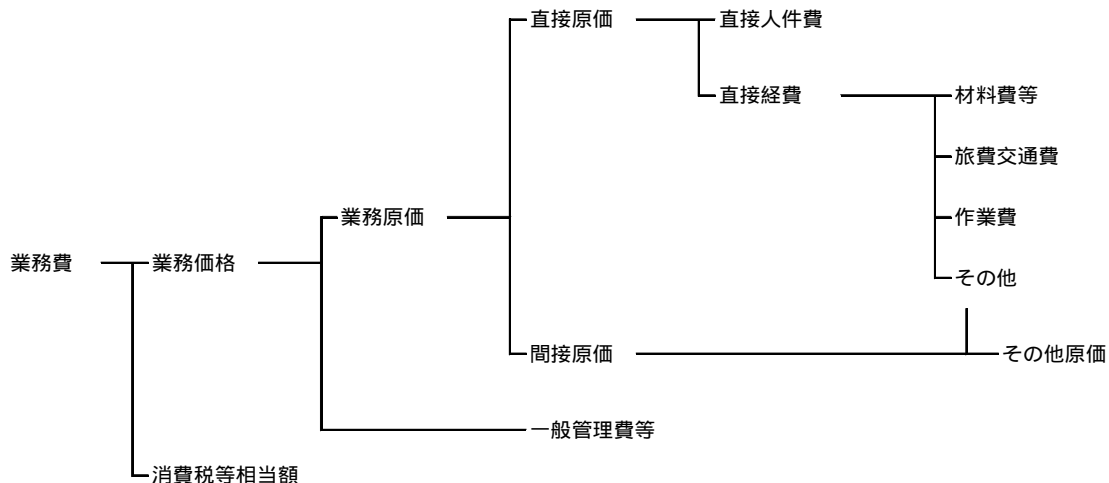 直接原価
直接人件費
直接経費
材料費等
旅費交通費
業務原価
作業費
業務費
業務価格
その他
間接原価
その他原価
一般管理費等
消費税等相当額